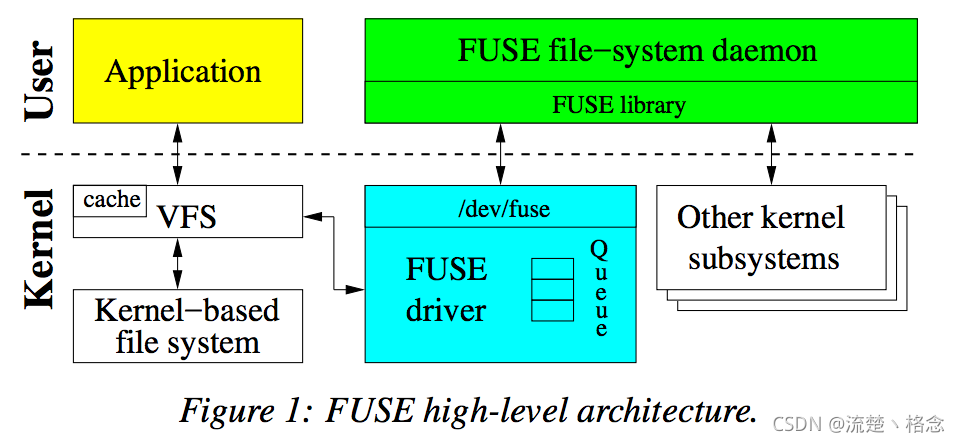 User
Application
FUSE file−system daemon
FUSE library
Kernel
cache
VFS
Kernel−based
file system
/dev/fuse
FUSE
driver
Queue
Other kernel
subsystems
Figure 1: FUSE high-level architecture.
CSDN @流楚丶格念